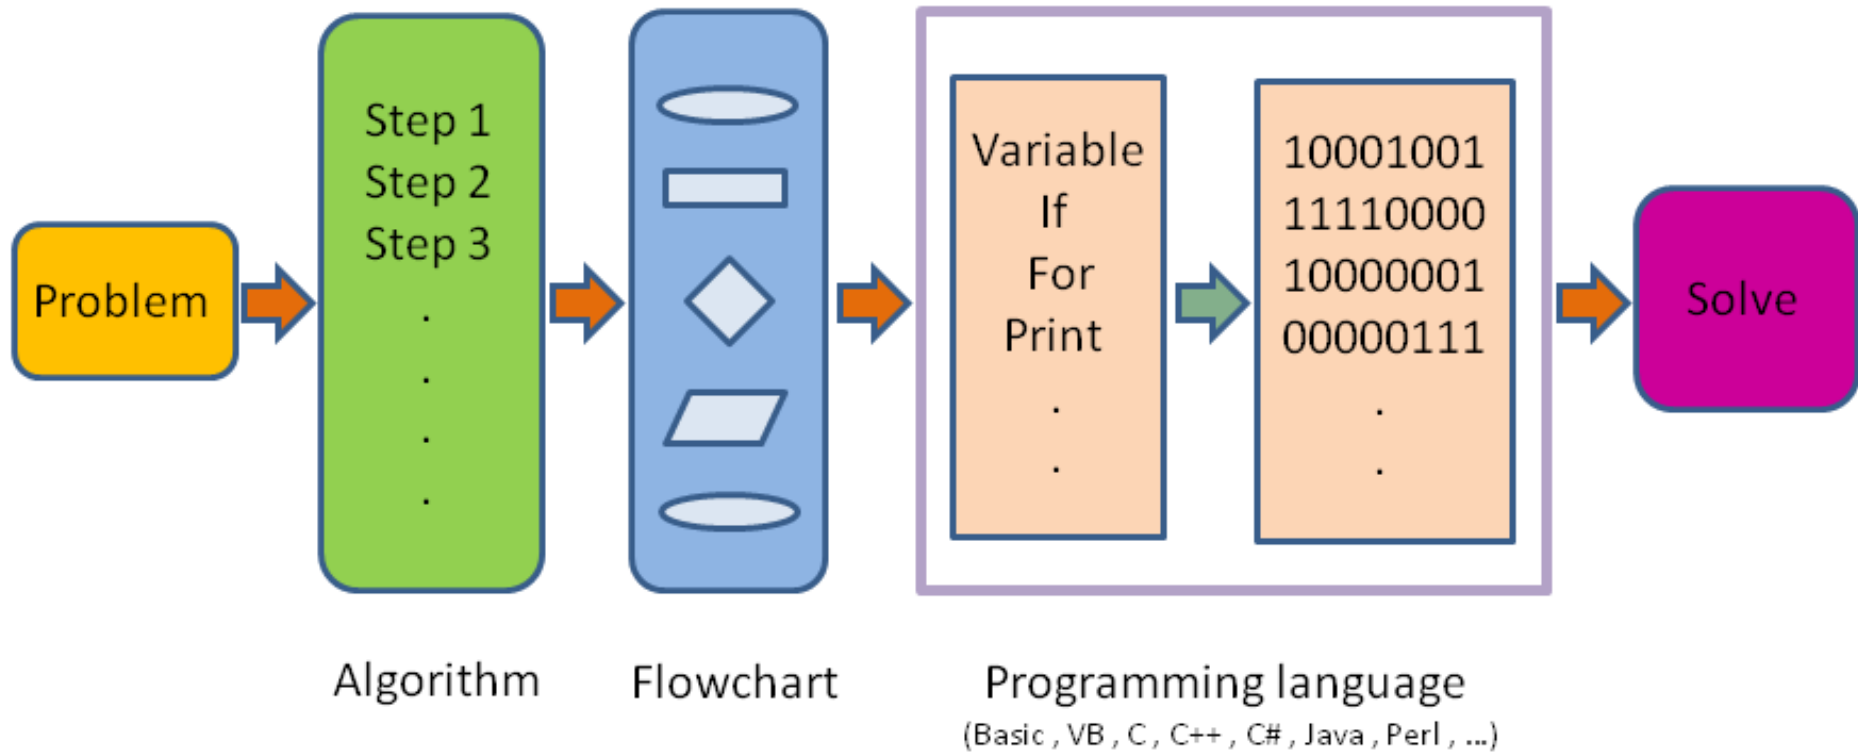 Problem
Step 1
Step 2
Step 3
.
.
.
.
Variable
If
For
Print
.
.
10001001
11110000
10000001
00000111
.
.
Solve
Algorithm
Flowchart
Programming language
(Basic , VB , C , C++ , C# , Java , Perl , ...)